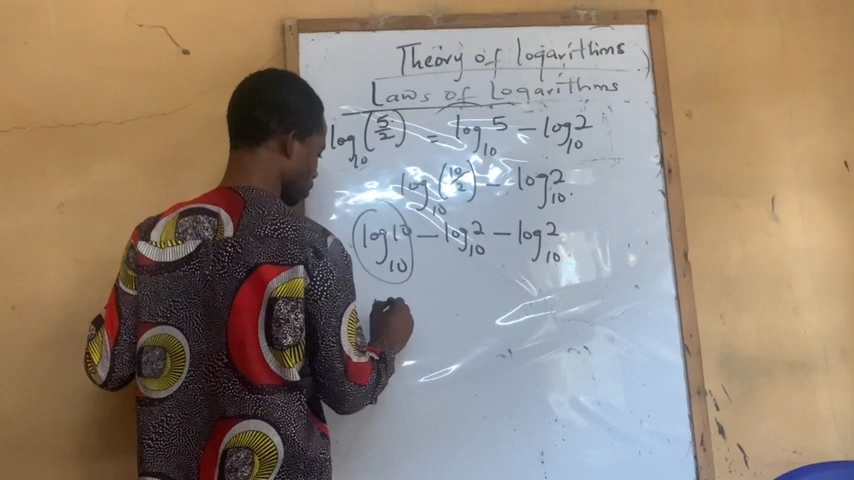 Theory of logarithms
Laws of Logarithms
log₁₀(5/2) = log₁₀5 − log₁₀2
log₁₀(10/2) − log₁₀2
log₁₀10 − log₁₀2 − log₁₀2